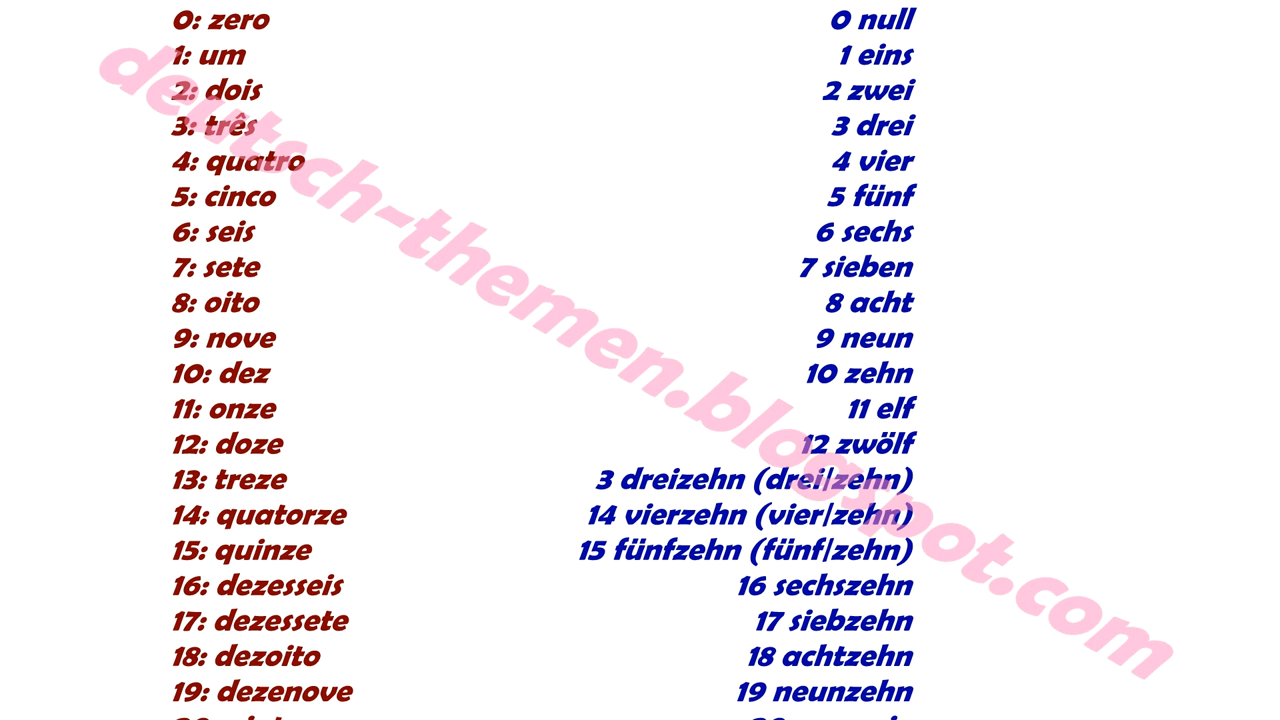 0: zero
1: um
2: dois
3: três
4: quatro
5: cinco
6: seis
7: sete
8: oito
9: nove
10: dez
11: onze
12: doze
13: treze
14: quatorze
15: quinze
16: dezesseis
17: dezessete
18: dezoito
19: dezenove
0 null
1 eins
2 zwei
3 drei
4 vier
5 fünf
6 sechs
7 sieben
8 acht
9 neun
10 zehn
11 elf
12 zwölf
3 dreizehn (drei|zehn)
14 vierzehn (vier|zehn)
15 fünfzehn (fünf|zehn)
16 sechszehn
17 siebzehn
18 achtzehn
19 neunzehn
deutsch-themen.blogspot.com